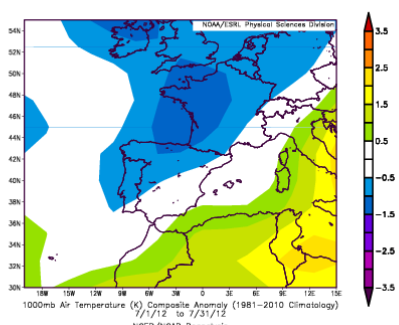 NOAA/ESRL Physical Sciences Division
54N
52N
50N
48N
46N
44N
42N
40N
38N
36N
34N
32N
30N
18W 15W 12W 9W 6W 3W 0 3E 6E 9E 12E 15E
3.5
2.5
1.5
0.5
−0.5
−1.5
−2.5
−3.5
1000mb Air Temperature (K) Composite Anomaly (1981−2010 Climatology)
7/1/12 to 7/31/12